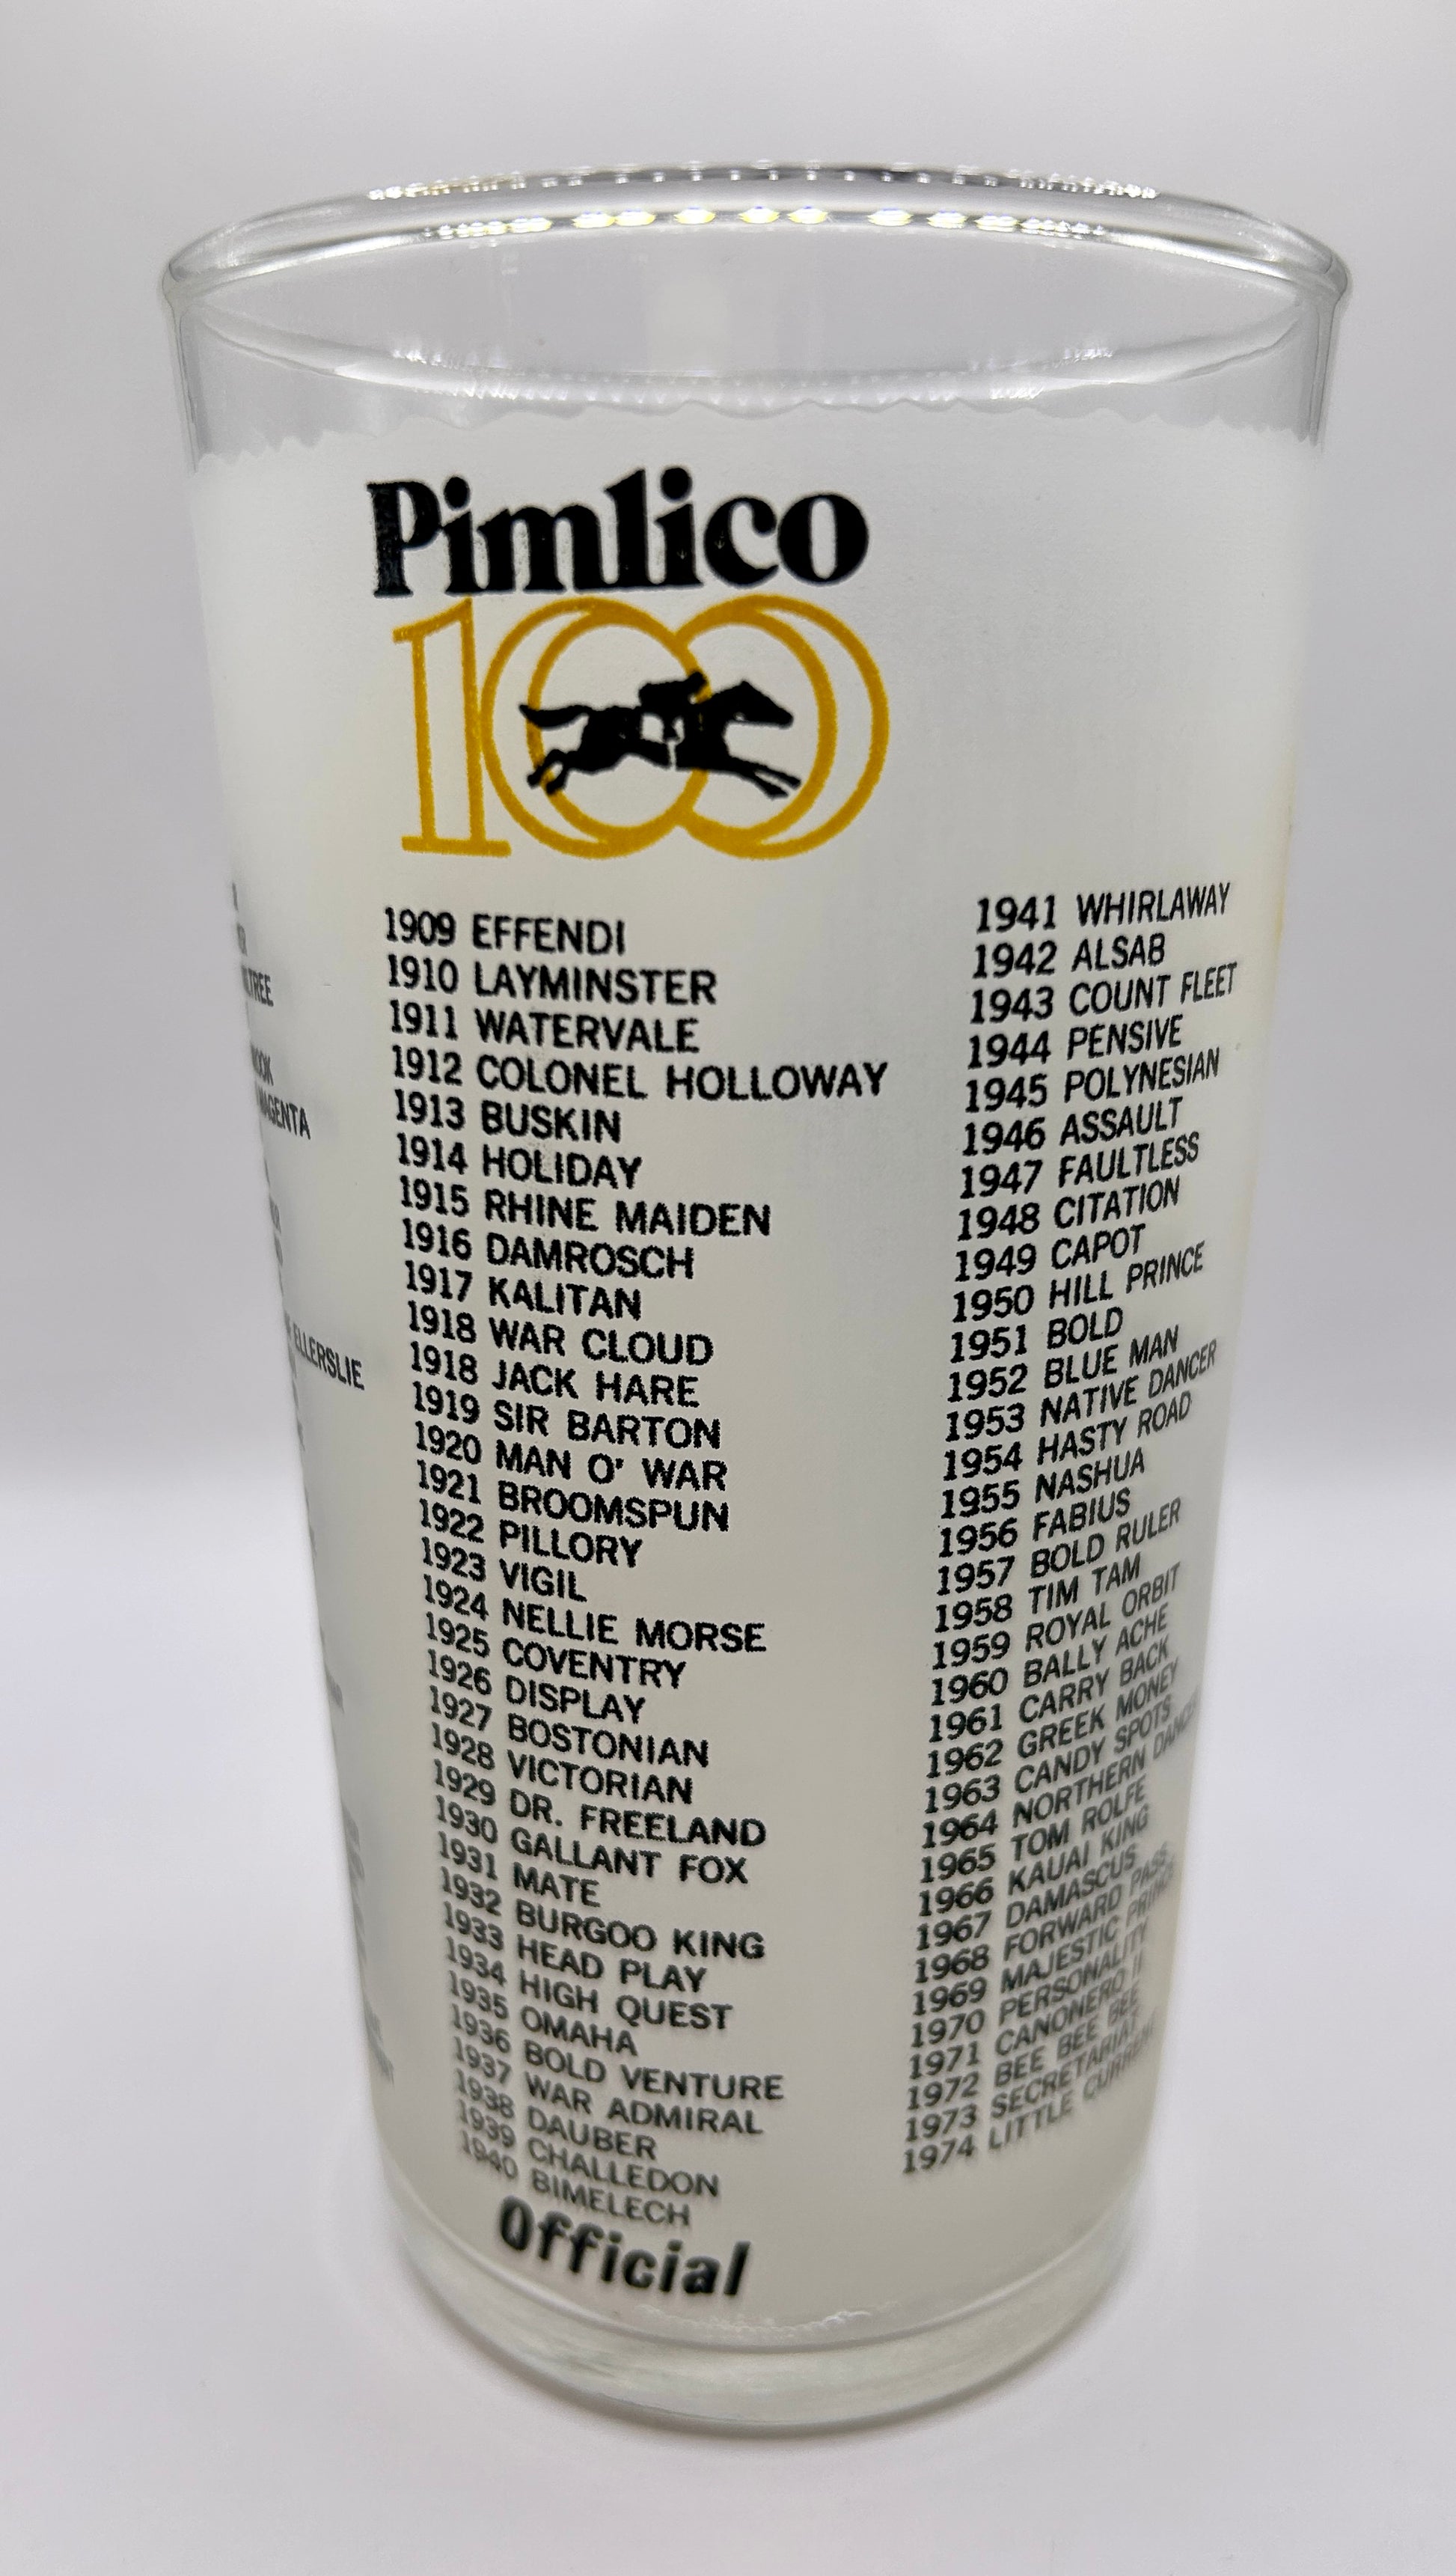 Pimlico
100
TREE
MAGENTA
ELLERSLIE
1909 EFFENDI
1910 LAYMINSTER
1911 WATERVALE
1912 COLONEL HOLLOWAY
1913 BUSKIN
1914 HOLIDAY
1915 RHINE MAIDEN
1916 DAMROSCH
1917 KALITAN
1918 WAR CLOUD
1918 JACK HARE
1919 SIR BARTON
1920 MAN O' WAR
1921 BROOMSPUN
1922 PILLORY
1923 VIGIL
1924 NELLIE MORSE
1925 COVENTRY
1926 DISPLAY
1927 BOSTONIAN
1928 VICTORIAN
1929 DR. FREELAND
1930 GALLANT FOX
1931 MATE
1932 BURGOO KING
1933 HEAD PLAY
1934 HIGH QUEST
1935 OMAHA
1936 BOLD VENTURE
1937 WAR ADMIRAL
1938 DAUBER
1939 CHALLEDON
1940 BIMELECH
1941 WHIRLAWAY
1942 ALSAB
1943 COUNT FLEET
1944 PENSIVE
1945 POLYNESIAN
1946 ASSAULT
1947 FAULTLESS
1948 CITATION
1949 CAPOT
1950 HILL PRINCE
1951 BOLD
1952 BLUE MAN
1953 NATIVE DANCER
1954 HASTY ROAD
1955 NASHUA
1956 FABIUS
1957 BOLD RULER
1958 TIM TAM
1959 ROYAL ORBIT
1960 BALLY ACHE
1961 CARRY BACK
1962 GREEK MONEY
1963 CANDY SPOTS
1964 NORTHERN DANCER
1965 TOM ROLFE
1966 KAUAI KING
1967 DAMASCUS
1968 FORWARD PASS
1969 MAJESTIC PRINCE
1970 PERSONALITY
1971 CANONERO II
1972 BEE BEE BEE
1973 SECRETARIAT
1974 LITTLE CURRENT
Official